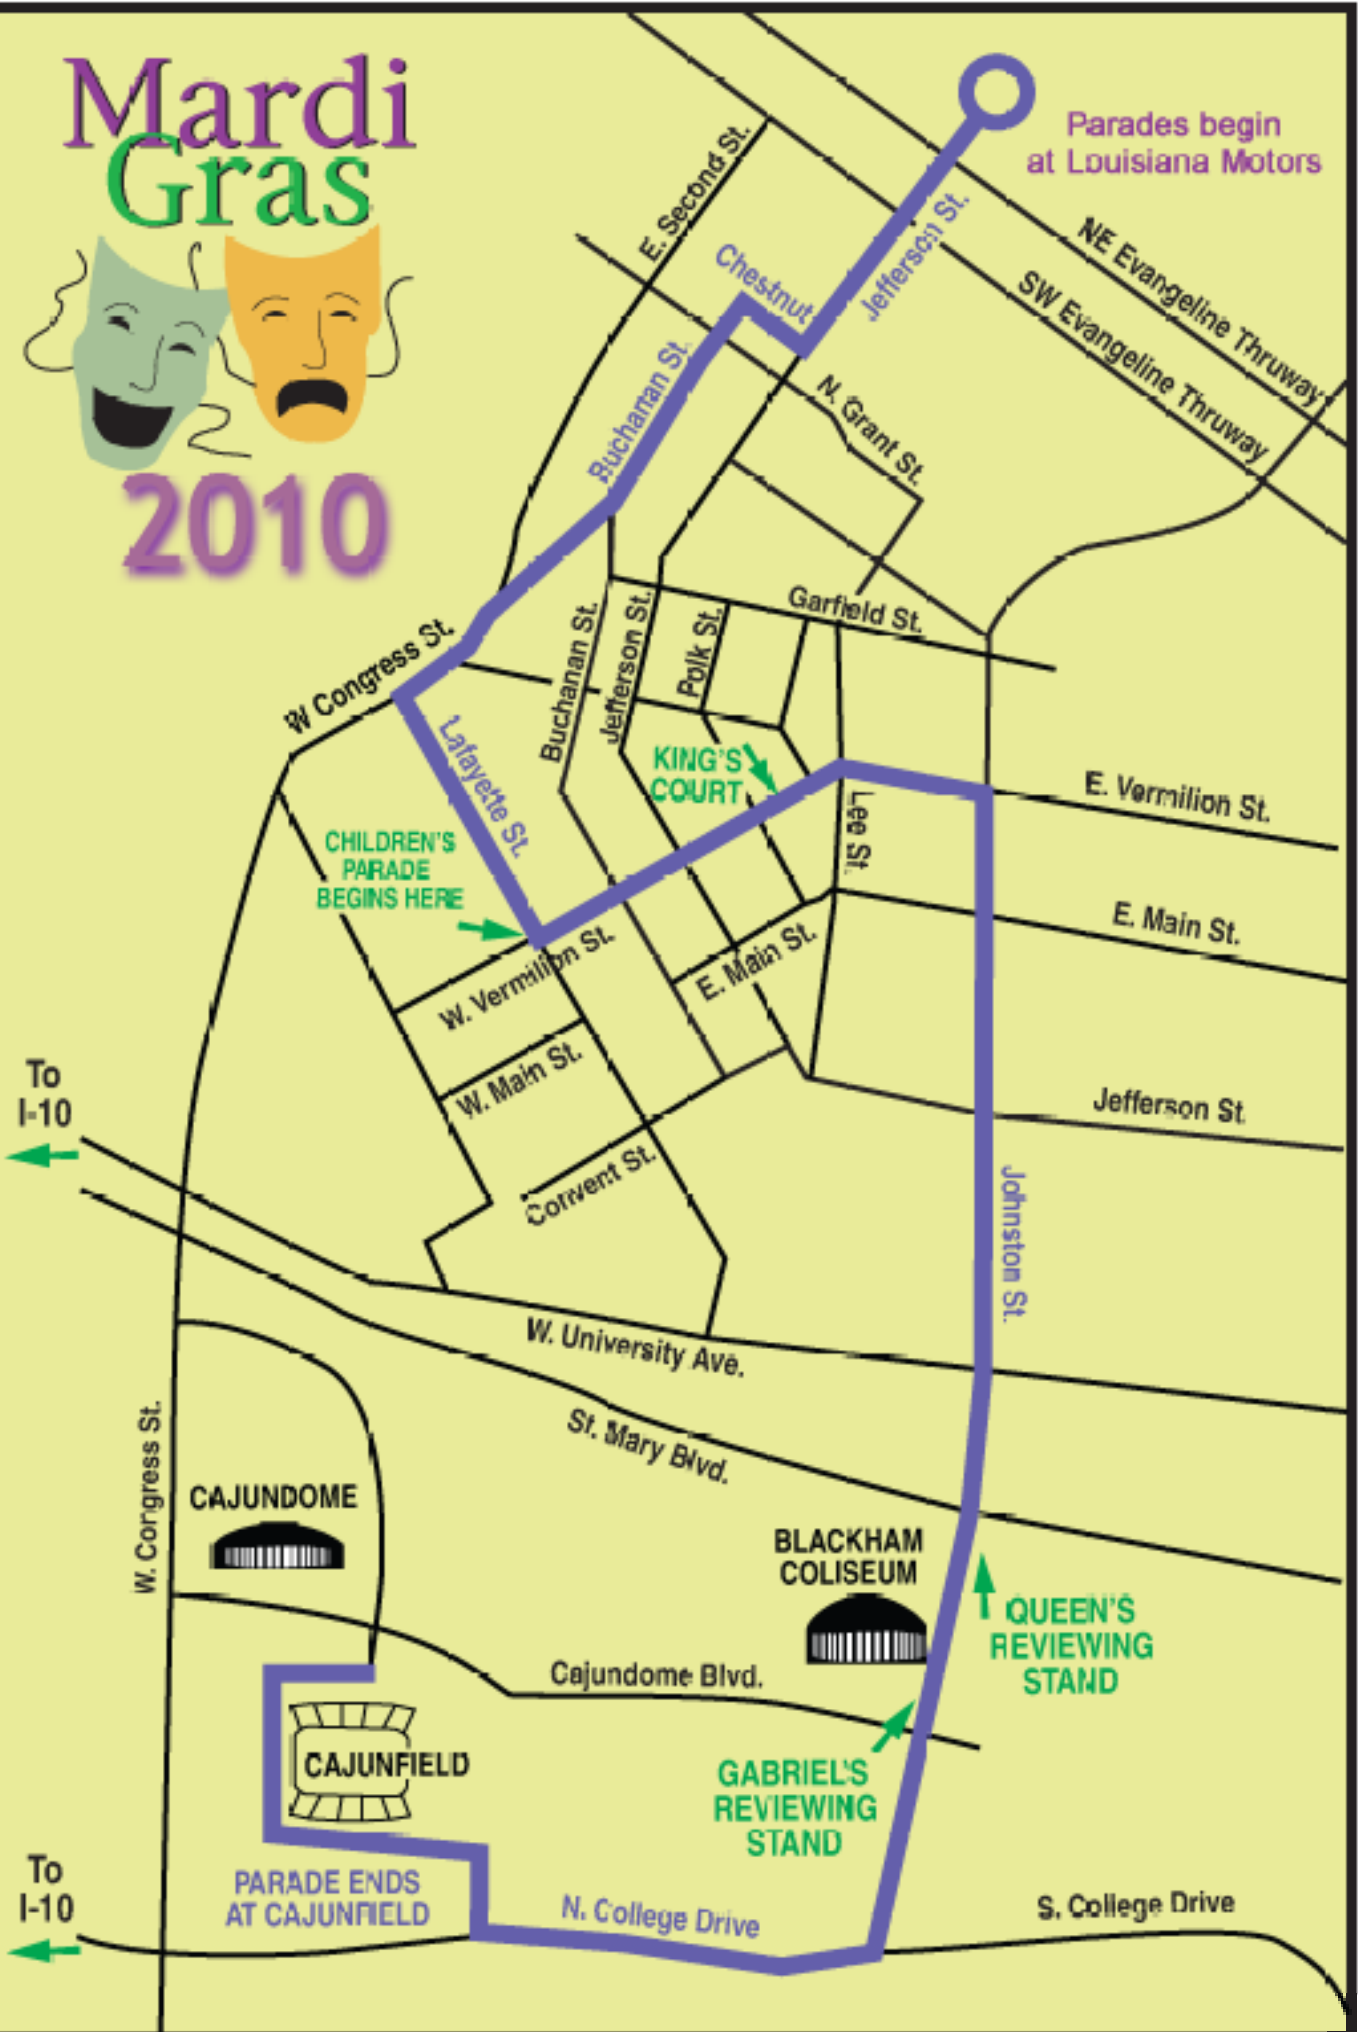 Mardi
Gras
2010
Parades begin
at Louisiana Motors
E. Second St.
Chestnut
Jefferson St.
NE Evangeline Thruway
SW Evangeline Thruway
Buchanan St.
N. Grant St.
Garfield St.
W Congress St.
Buchanan St.
Jefferson St.
Polk St.
Lafayette St.
KING'S
COURT
Lee St.
E. Vermilion St.
CHILDREN'S
PARADE
BEGINS HERE
E. Main St.
W. Vermilion St.
E. Main St.
W. Main St.
To
I-10
Jefferson St.
Convent St.
Johnston St.
W. University Ave.
St. Mary Blvd.
W. Congress St.
CAJUNDOME
BLACKHAM
COLISEUM
QUEEN'S
REVIEWING
STAND
Cajundome Blvd.
CAJUNFIELD
GABRIEL'S
REVIEWING
STAND
To
I-10
PARADE ENDS
AT CAJUNFIELD
N. College Drive
S. College Drive